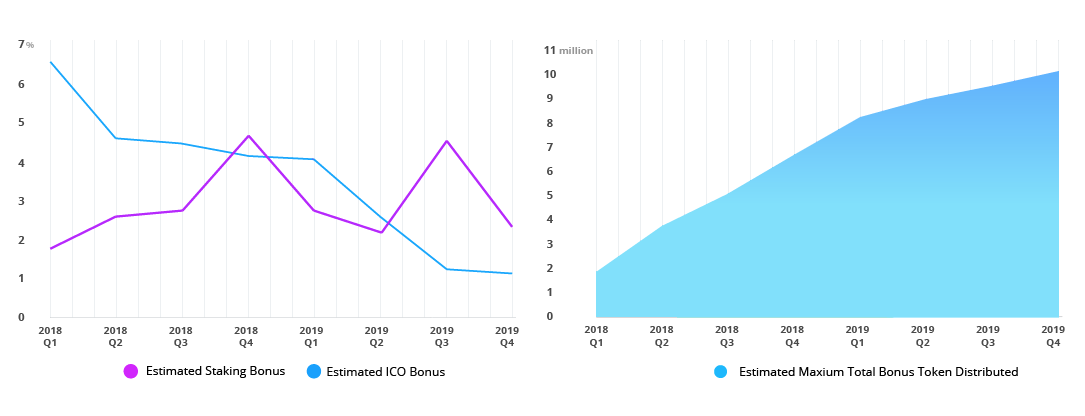 7%
6
5
4
3
2
1
0
2018 Q1
2018 Q2
2018 Q3
2018 Q4
2019 Q1
2019 Q2
2019 Q3
2019 Q4
Estimated Staking Bonus
Estimated ICO Bonus
11 million
10
9
8
7
6
5
4
3
2
1
0
2018 Q1
2018 Q2
2018 Q3
2018 Q4
2019 Q1
2019 Q2
2019 Q3
2019 Q4
Estimated Maxium Total Bonus Token Distributed